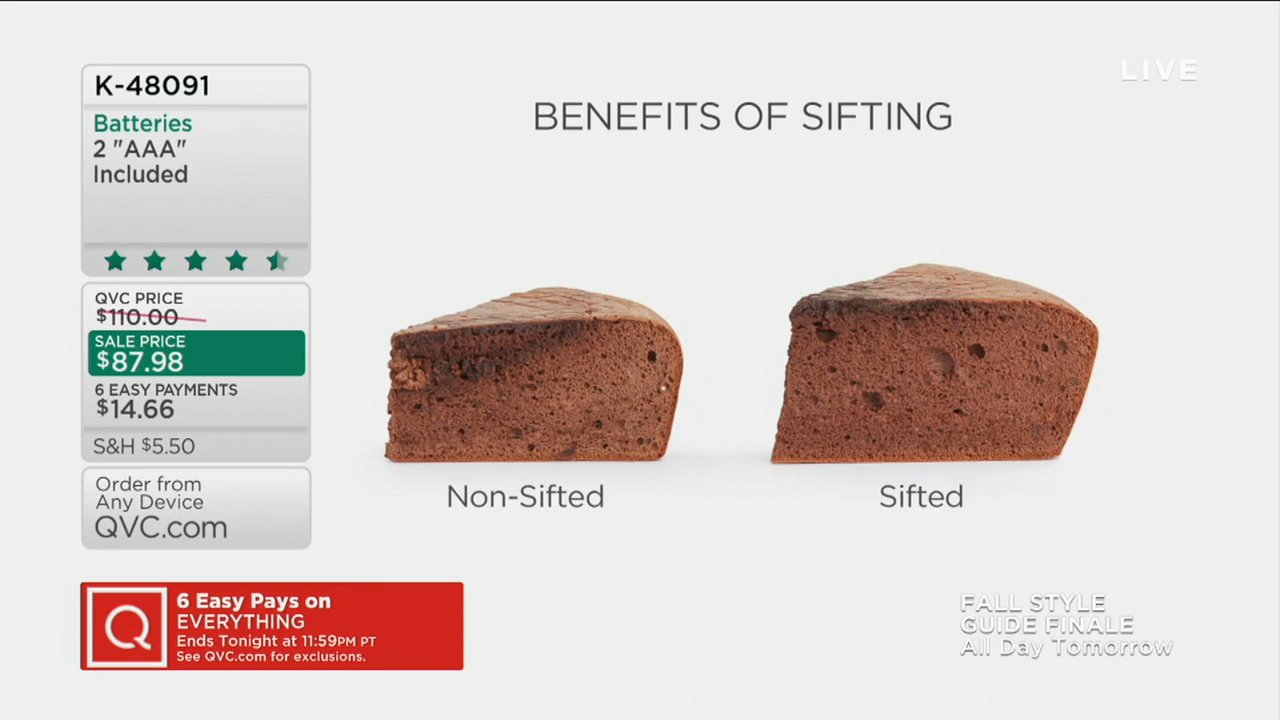 K-48091
Batteries
2 "AAA"
Included
QVC PRICE
$110.00
SALE PRICE
$87.98
6 EASY PAYMENTS
$14.66
S&H $5.50
Order from
Any Device
QVC.com
LIVE
BENEFITS OF SIFTING
Non-Sifted
Sifted
Q
6 Easy Pays on
EVERYTHING
Ends Tonight at 11:59PM PT
See QVC.com for exclusions.
FALL STYLE
GUIDE FINALE
All Day Tomorrow